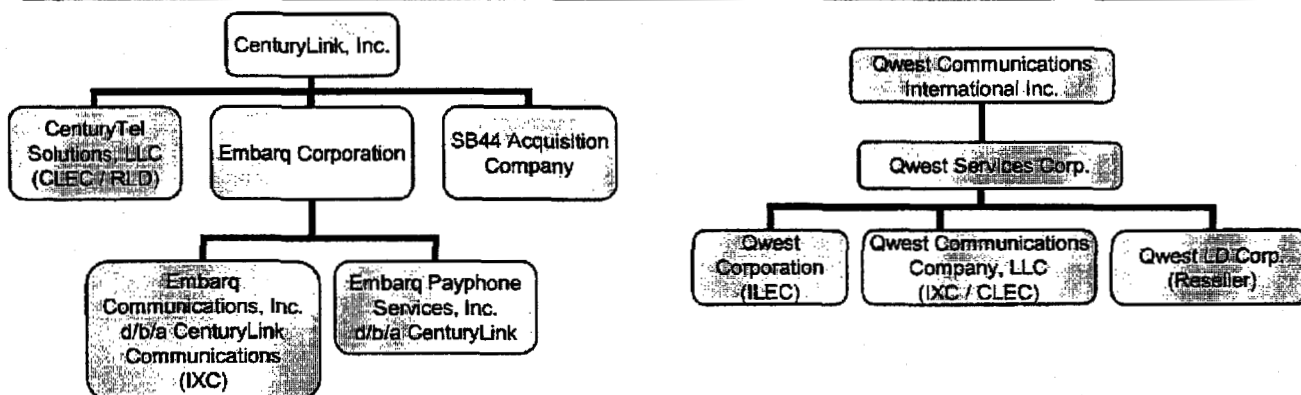 CenturyLink, Inc.
CenturyTel
Solutions, LLC
(CLEC / RLD)
Embarq Corporation
SB44 Acquisition
Company
Embarq
Communications, Inc.
d/b/a CenturyLink
Communications
(IXC)
Embarq Payphone
Services, Inc.
d/b/a CenturyLink
Qwest Communications
International Inc.
Qwest Services Corp.
Qwest
Corporation
(ILEC)
Qwest Communications
Company, LLC
(IXC / CLEC)
Qwest LD Corp.
(Reseller)